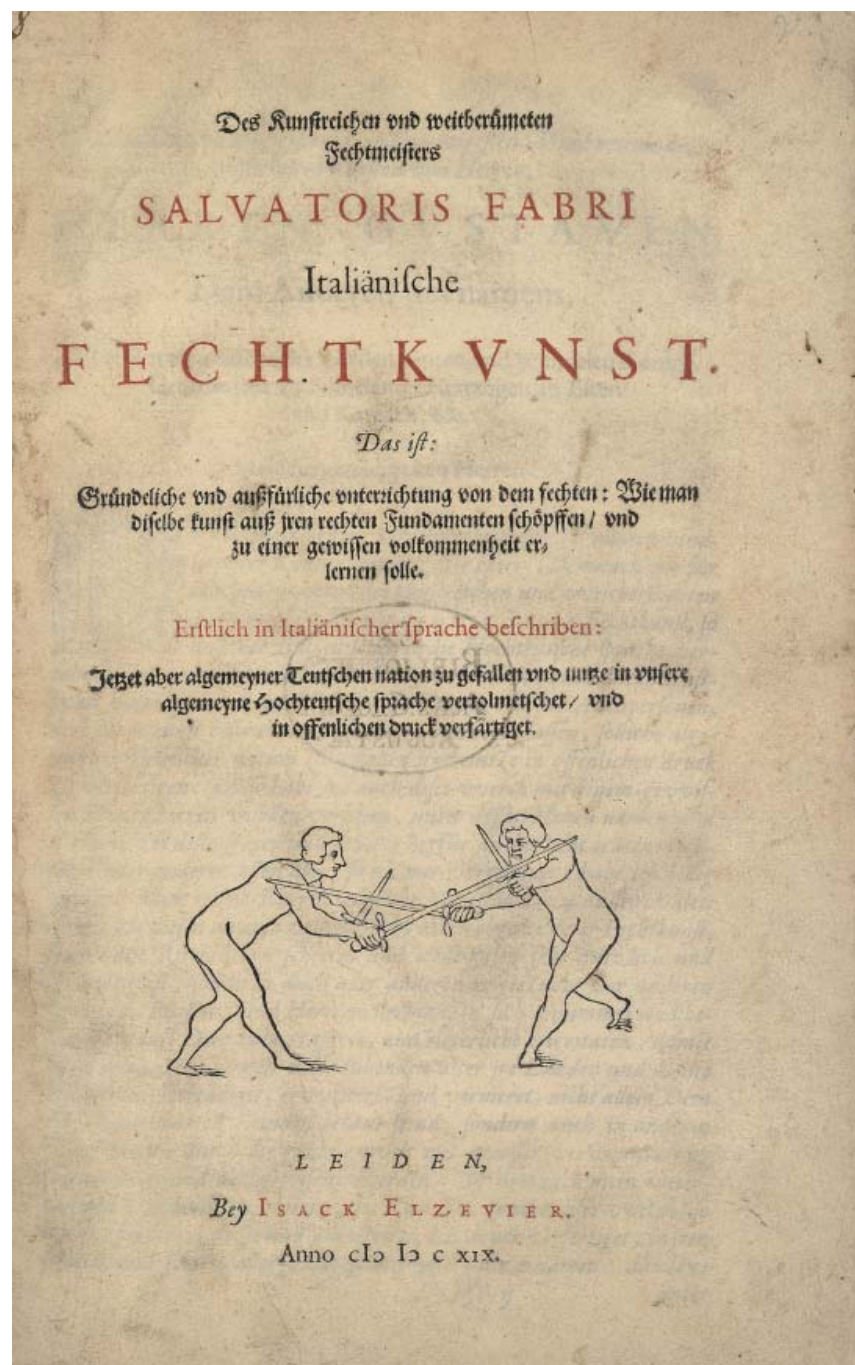 Des Kunſtreichen vnd weitberümeten
Fechtmeiſters
SALVATORIS FABRI
Italiäniſche
FECHTKVNST.
Das iſt:
Gründeliche vnd außfürliche vnterrichtung von dem fechten: Wie man
diſelbe kunſt auß jren rechten Fundamenten ſchöpffen / vnd
zu einer gewiſſen volkommenheit er⸗
lernen ſolle.
Erſtlich in Italiäniſcher ſprache beſchriben:
Jetzet aber algemeyner Teutſchen nation zu gefallen vnd nutze in vnſere
algemeyne Hochteutſche ſprache vertolmetſchet / vnd
in offenlichen druck verfärtiget.
LEIDEN,
Bey ISACK ELZEVIER.
Anno cIↄ Iↄ c xix.